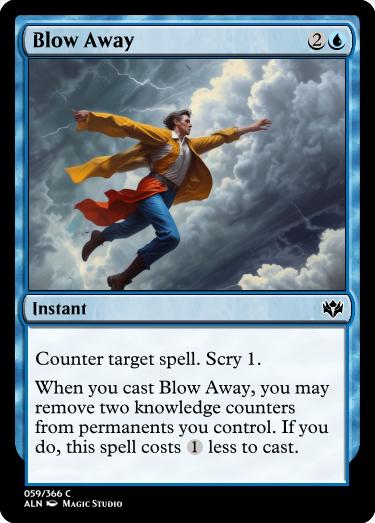 Blow Away 2
Instant
Counter target spell. Scry 1.
When you cast Blow Away, you may
remove two knowledge counters
from permanents you control. If you
do, this spell costs 1 less to cast.
059/366 C
ALN Magic Studio